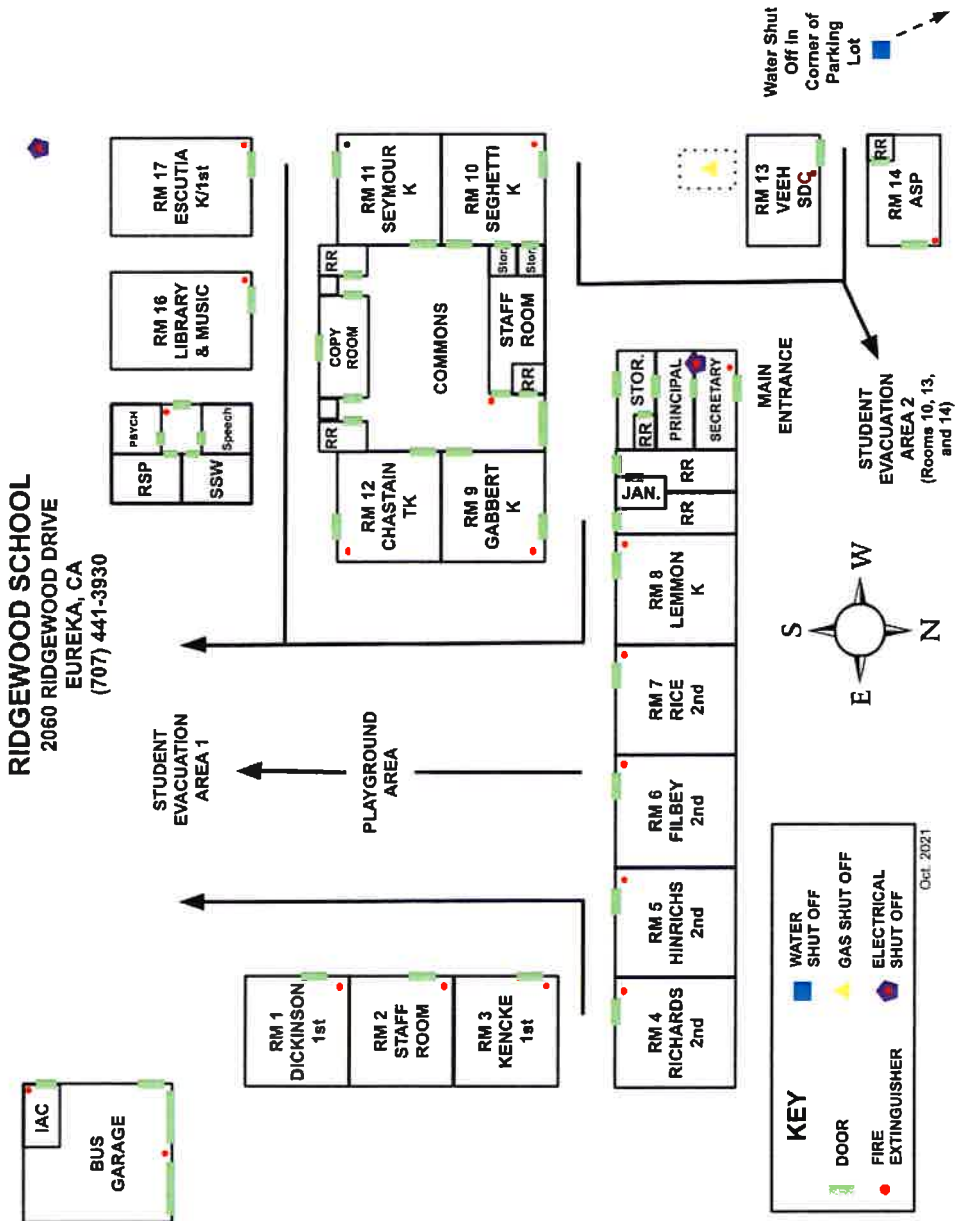 RIDGEWOOD SCHOOL
2060 RIDGEWOOD DRIVE
EUREKA, CA
(707) 441-3930
IAC
BUS
GARAGE
STUDENT
EVACUATION
AREA 1
PLAYGROUND
AREA
RM 1
DICKINSON
1st
RM 2
STAFF
ROOM
RM 3
KENCKE
1st
RSP
PSYCH
SSW
Speech
RM 16
LIBRARY
& MUSIC
RM 17
ESCUTIA
K/1st
RM 12
CHASTAIN
TK
RM 9
GABBERT
K
RR
COPY
ROOM
RR
COMMONS
STAFF
ROOM
RR
Stor.
Stor.
RM 11
SEYMOUR
K
RM 10
SEGHETTI
K
RM 4
RICHARDS
2nd
RM 5
HINRICHS
2nd
RM 6
FILBEY
2nd
RM 7
RICE
2nd
RM 8
LEMMON
K
JAN.
RR
RR
RR
STOR.
PRINCIPAL
SECRETARY
MAIN
ENTRANCE
RM 13
VEEH
SDC
RM 14
ASP
RR
Water Shut
Off in
Corner of
Parking
Lot
STUDENT
EVACUATION
AREA 2
(Rooms 10, 13,
and 14)
S
E
W
N
KEY
DOOR
FIRE
EXTINGUISHER
WATER
SHUT OFF
GAS SHUT OFF
ELECTRICAL
SHUT OFF
Oct. 2021